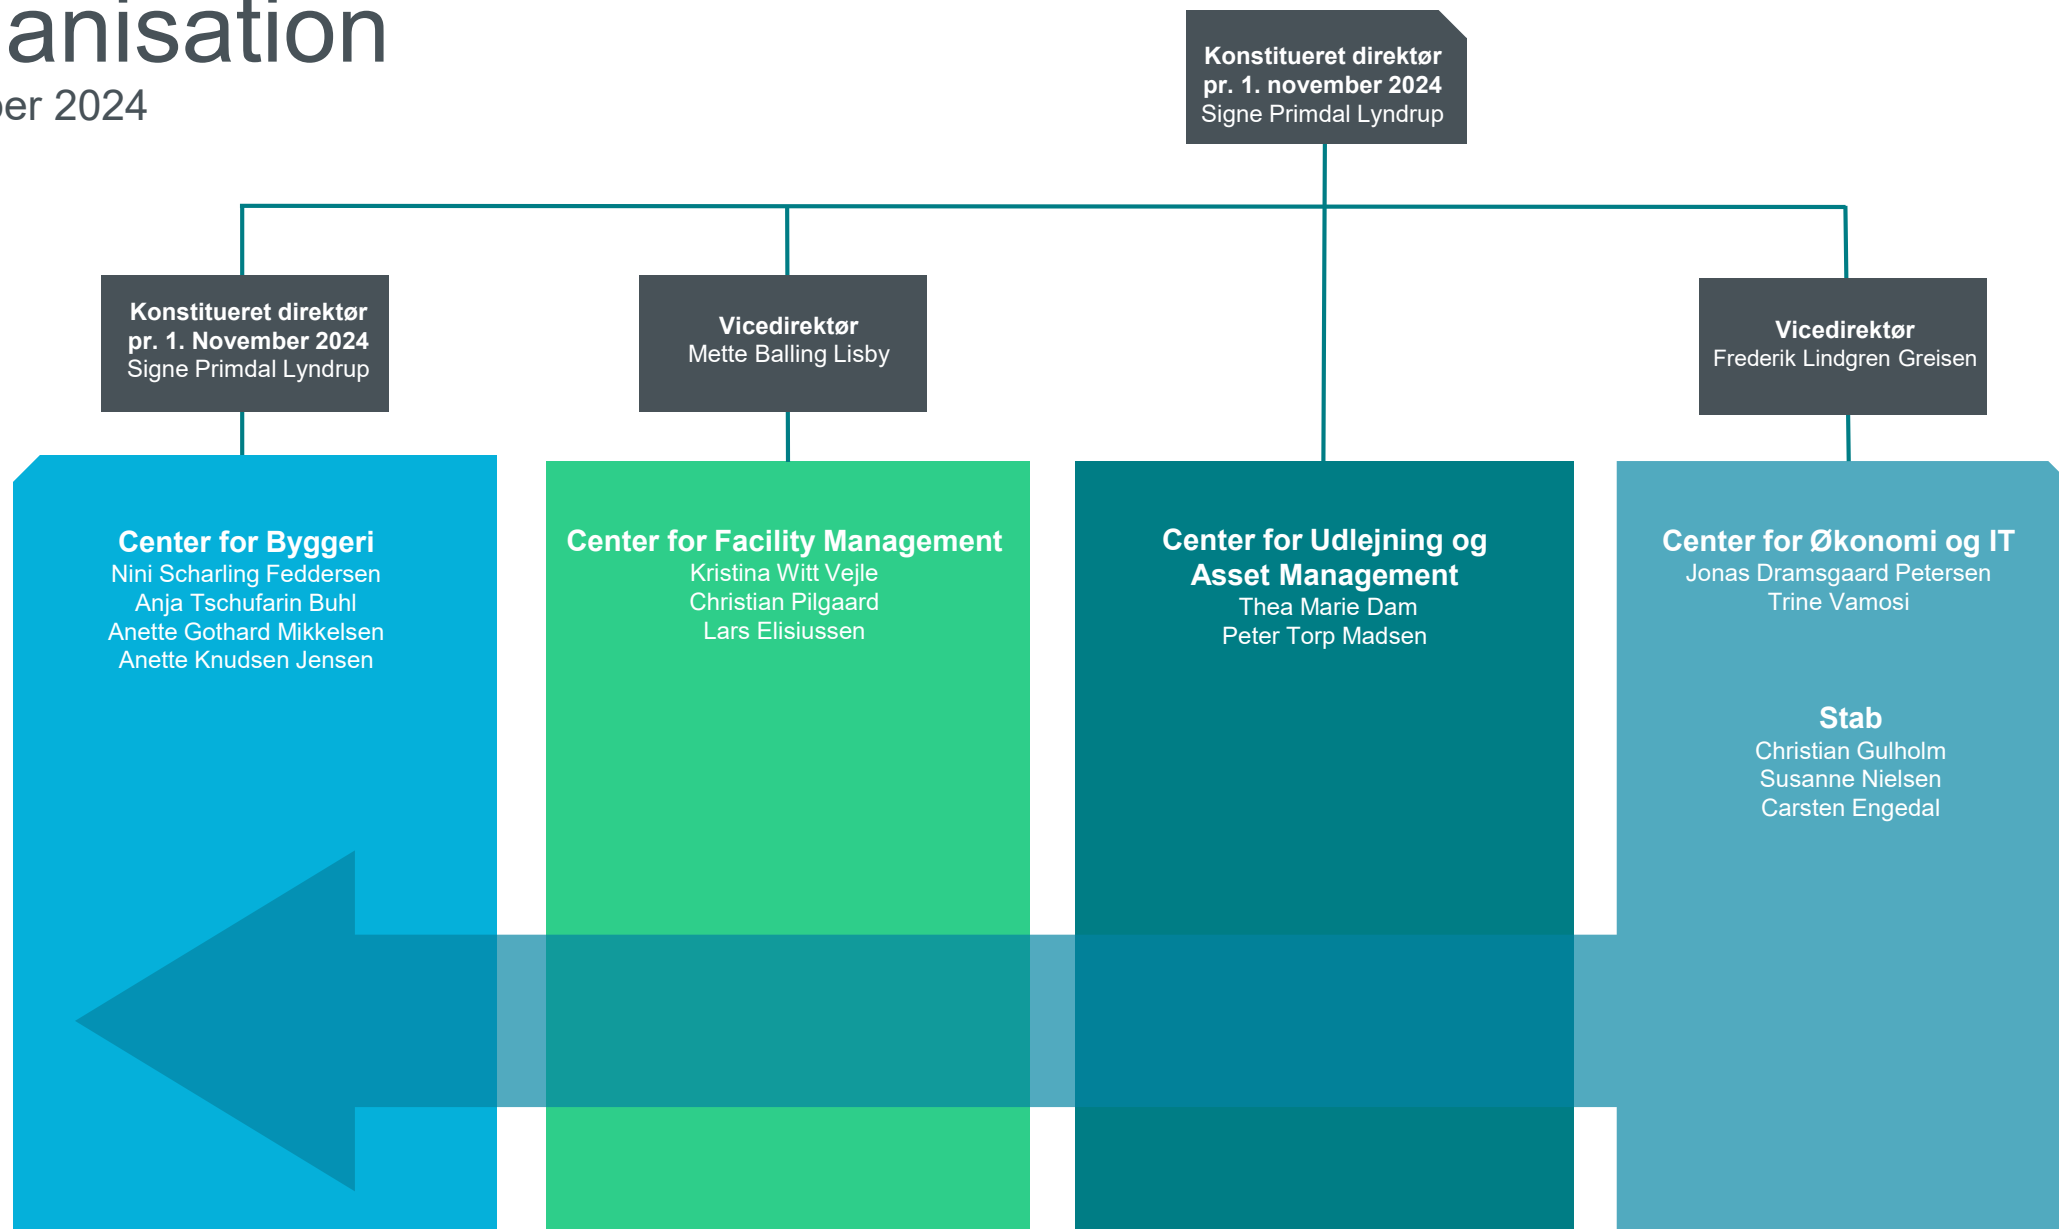 anisation
ber 2024
Konstitueret direktør
pr. 1. november 2024
Signe Primdal Lyndrup
Konstitueret direktør
pr. 1. November 2024
Signe Primdal Lyndrup
Vicedirektør
Mette Balling Lisby
Vicedirektør
Frederik Lindgren Greisen
Center for Byggeri
Nini Scharling Feddersen
Anja Tschufarin Buhl
Anette Gothard Mikkelsen
Anette Knudsen Jensen
Center for Facility Management
Kristina Witt Vejle
Christian Pilgaard
Lars Elisiussen
Center for Udlejning og
Asset Management
Thea Marie Dam
Peter Torp Madsen
Center for Økonomi og IT
Jonas Dramsgaard Petersen
Trine Vamosi
Stab
Christian Gulholm
Susanne Nielsen
Carsten Engedal